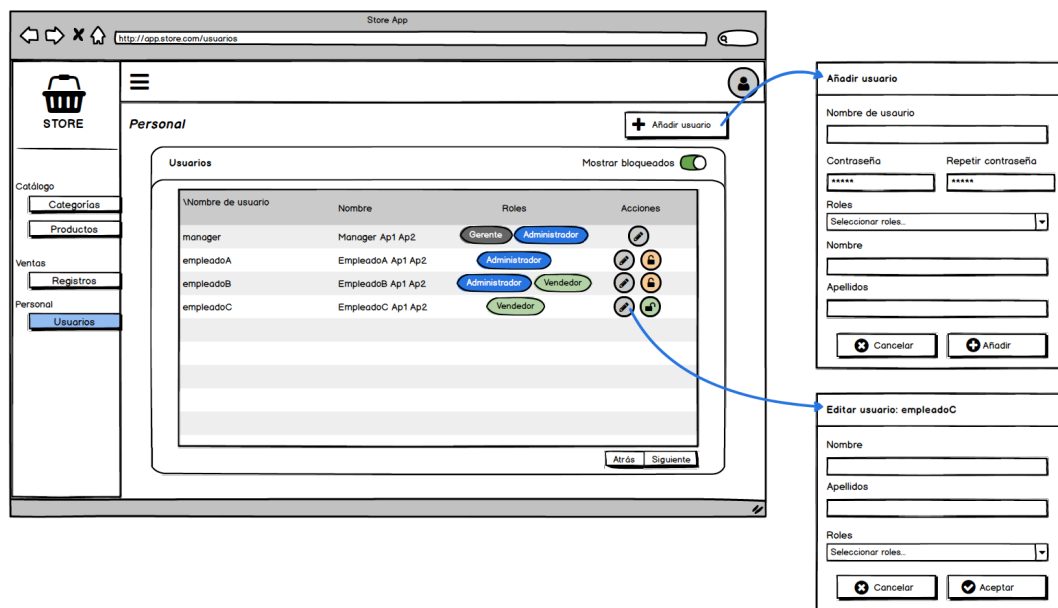 Store App
http://app.store.com/usuarios
STORE
Catálogo
Categorías
Productos
Ventas
Registros
Personal
Usuarios
Personal
Añadir usuario
Usuarios
Mostrar bloqueados
\Nombre de usuario Nombre Roles Acciones
manager Manager Ap1 Ap2 Gerente Administrador
empleadoA EmpleadoA Ap1 Ap2 Administrador
empleadoB EmpleadoB Ap1 Ap2 Administrador Vendedor
empleadoC EmpleadoC Ap1 Ap2 Vendedor
Atrás Siguiente
Añadir usuario
Nombre de usaurio
Contraseña Repetir contraseña
***** *****
Roles
Seleccionar roles...
Nombre
Apellidos
Cancelar Añadir
Editar usuario: empleadoC
Nombre
Apellidos
Roles
Seleccionar roles...
Cancelar Aceptar